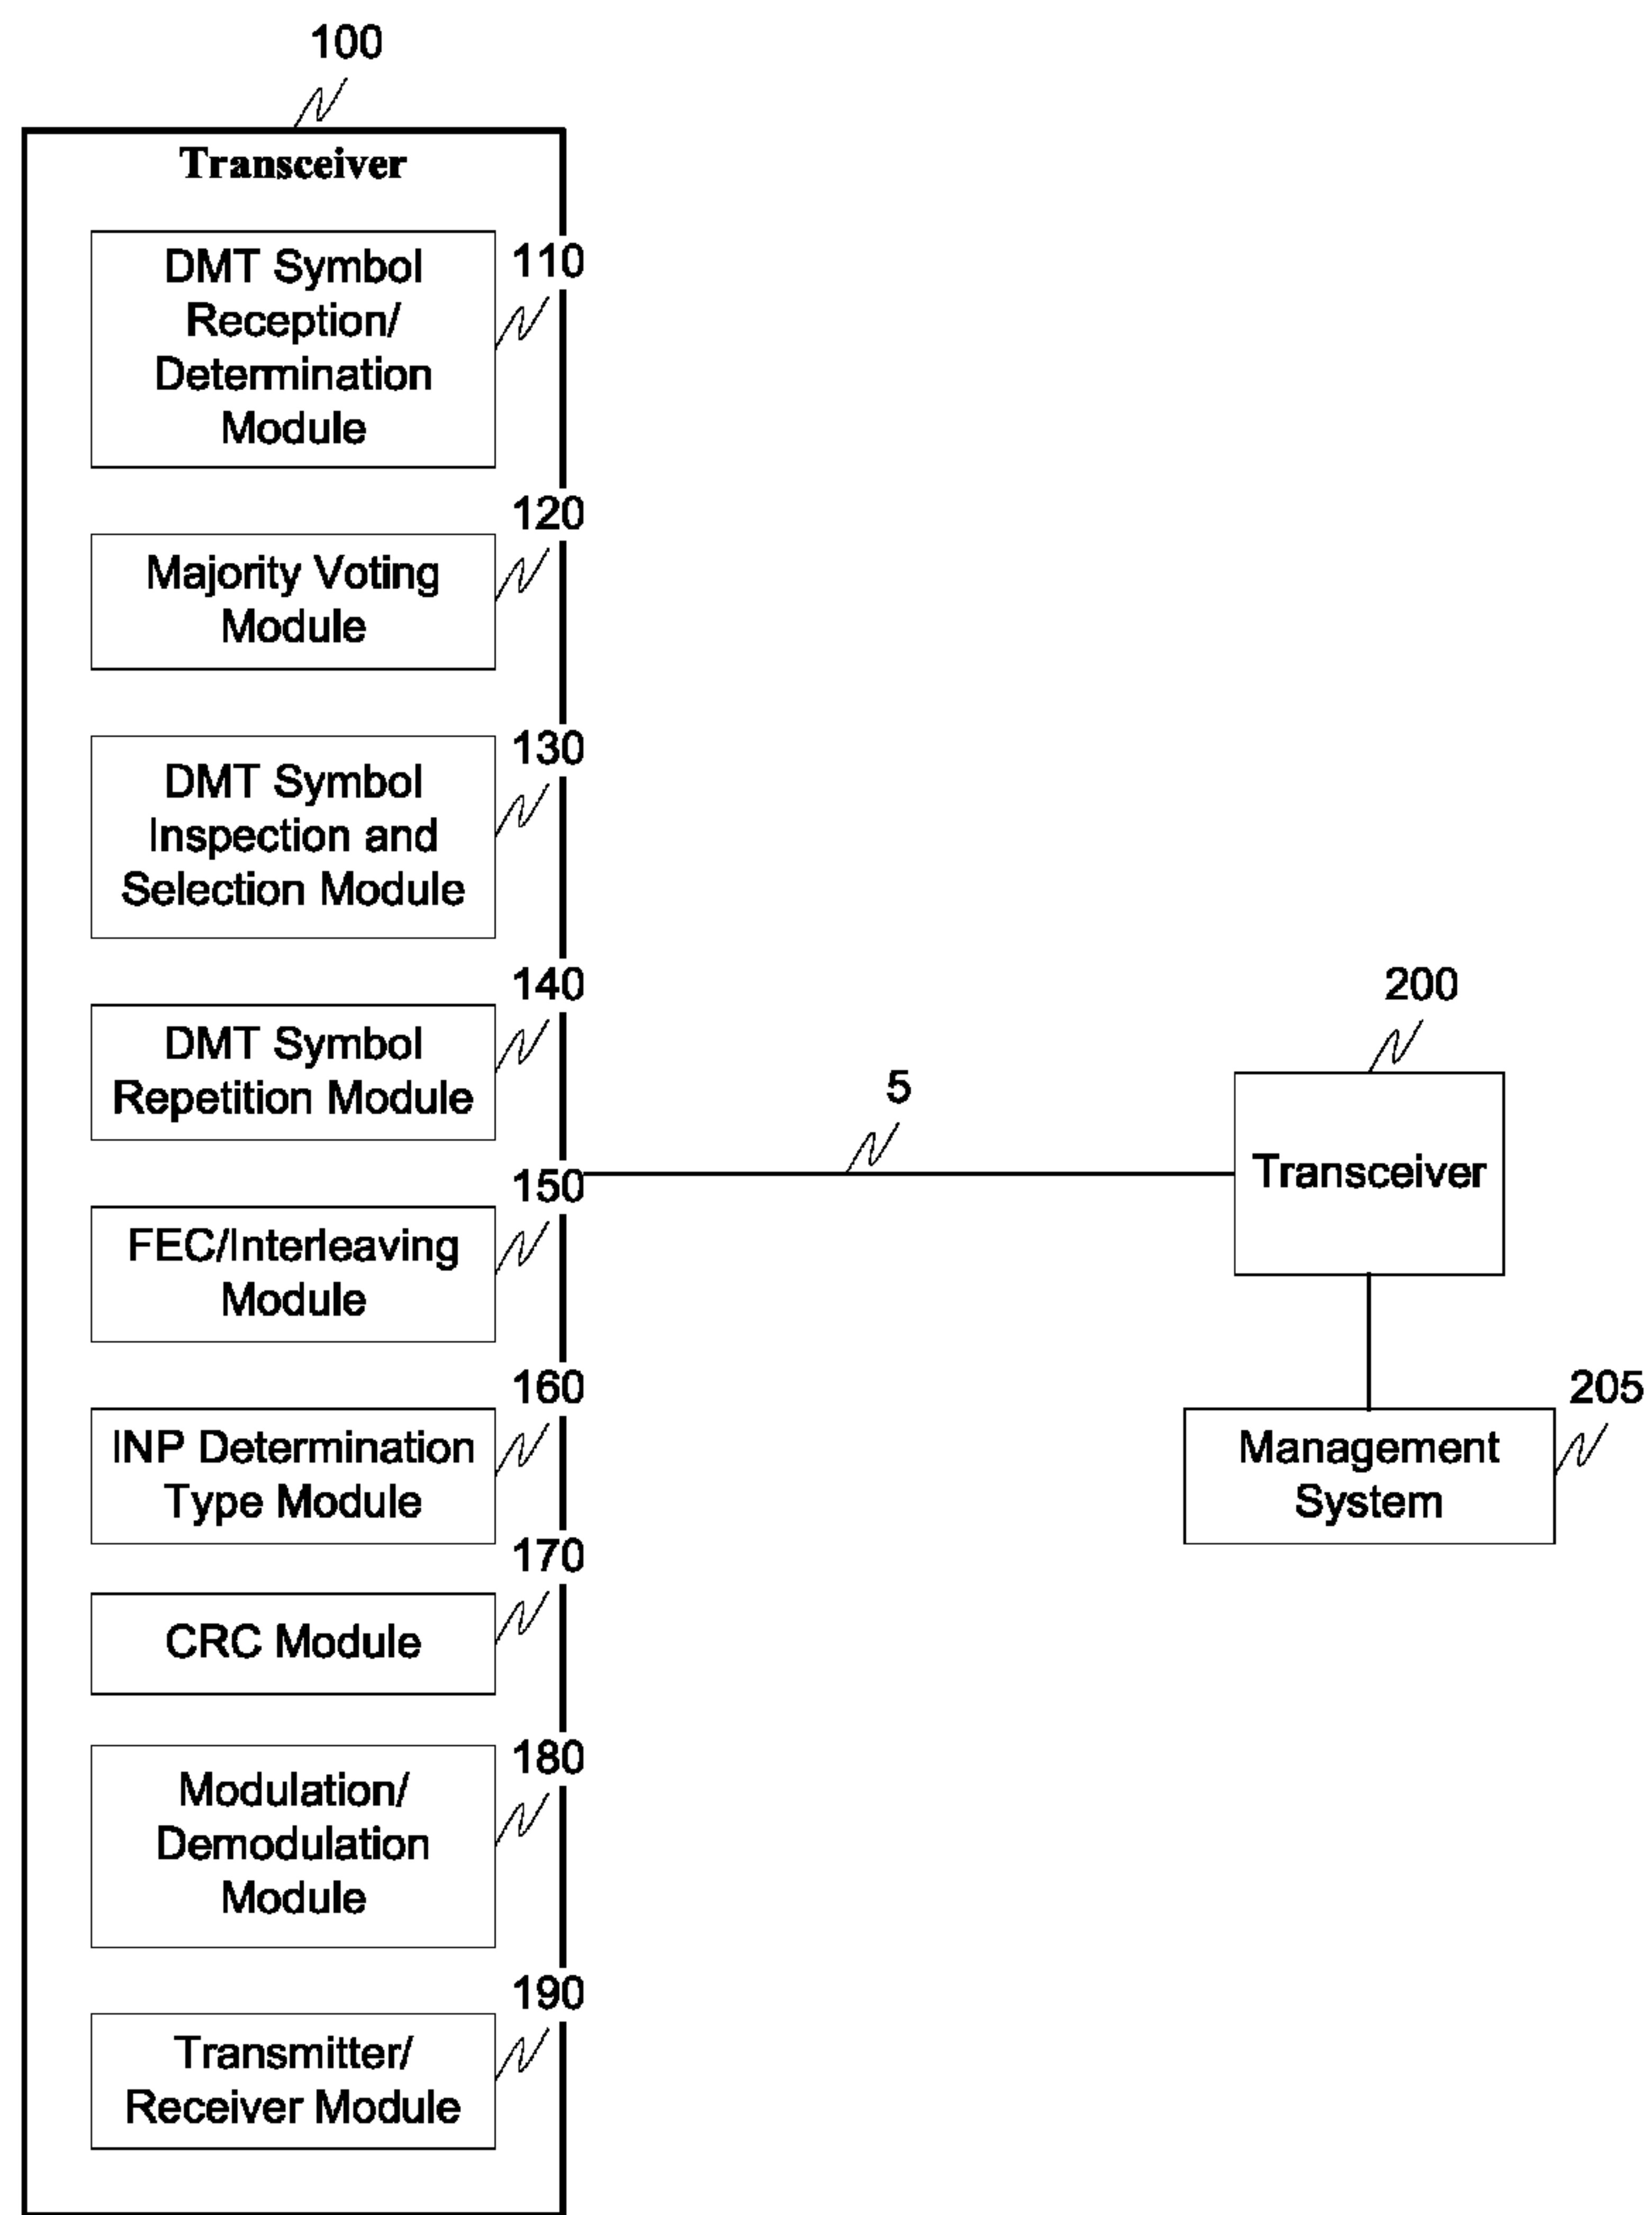 100
Transceiver
110
DMT Symbol
Reception/
Determination
Module
120
Majority Voting
Module
130
DMT Symbol
Inspection and
Selection Module
140
DMT Symbol
Repetition Module
150
FEC/Interleaving
Module
160
INP Determination
Type Module
170
CRC Module
180
Modulation/
Demodulation
Module
190
Transmitter/
Receiver Module
5
200
Transceiver
205
Management
System